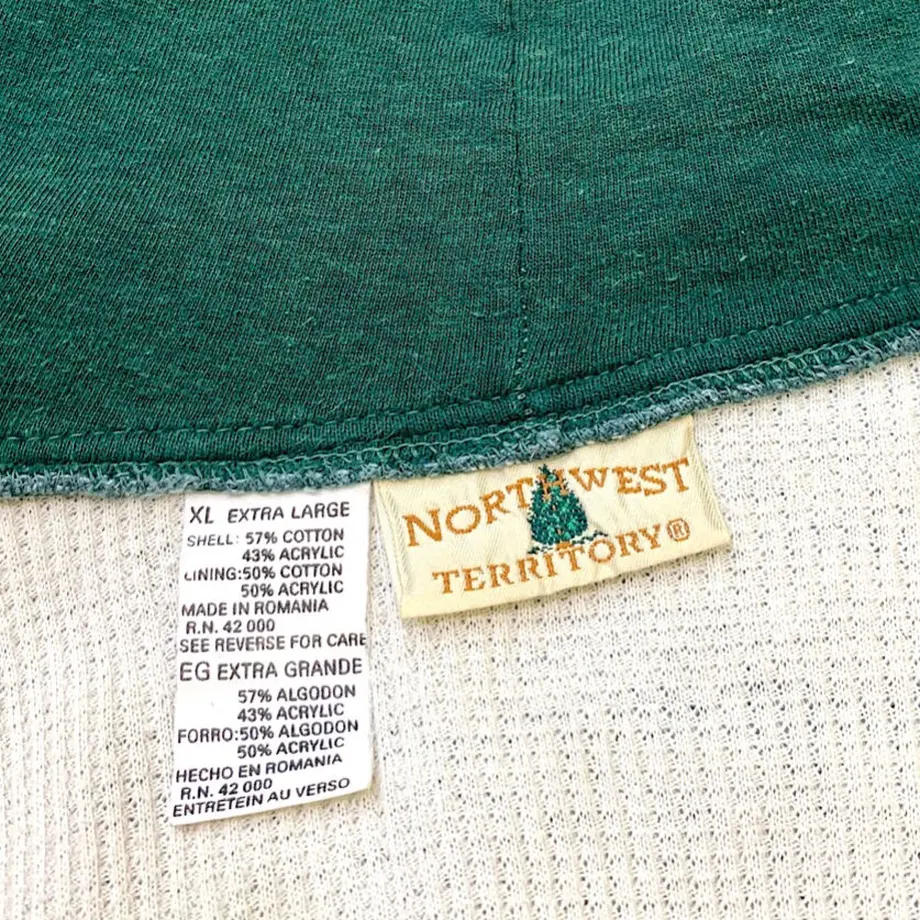 XL EXTRA LARGE
SHELL: 57% COTTON
43% ACRYLIC
LINING:50% COTTON
50% ACRYLIC
MADE IN ROMANIA
R.N. 42 000
SEE REVERSE FOR CARE
EG EXTRA GRANDE
57% ALGODON
43% ACRYLIC
FORRO:50% ALGODON
50% ACRYLIC
HECHO EN ROMANIA
R.N. 42 000
ENTRETEIN AU VERSO
NORTHWEST
TERRITORY®